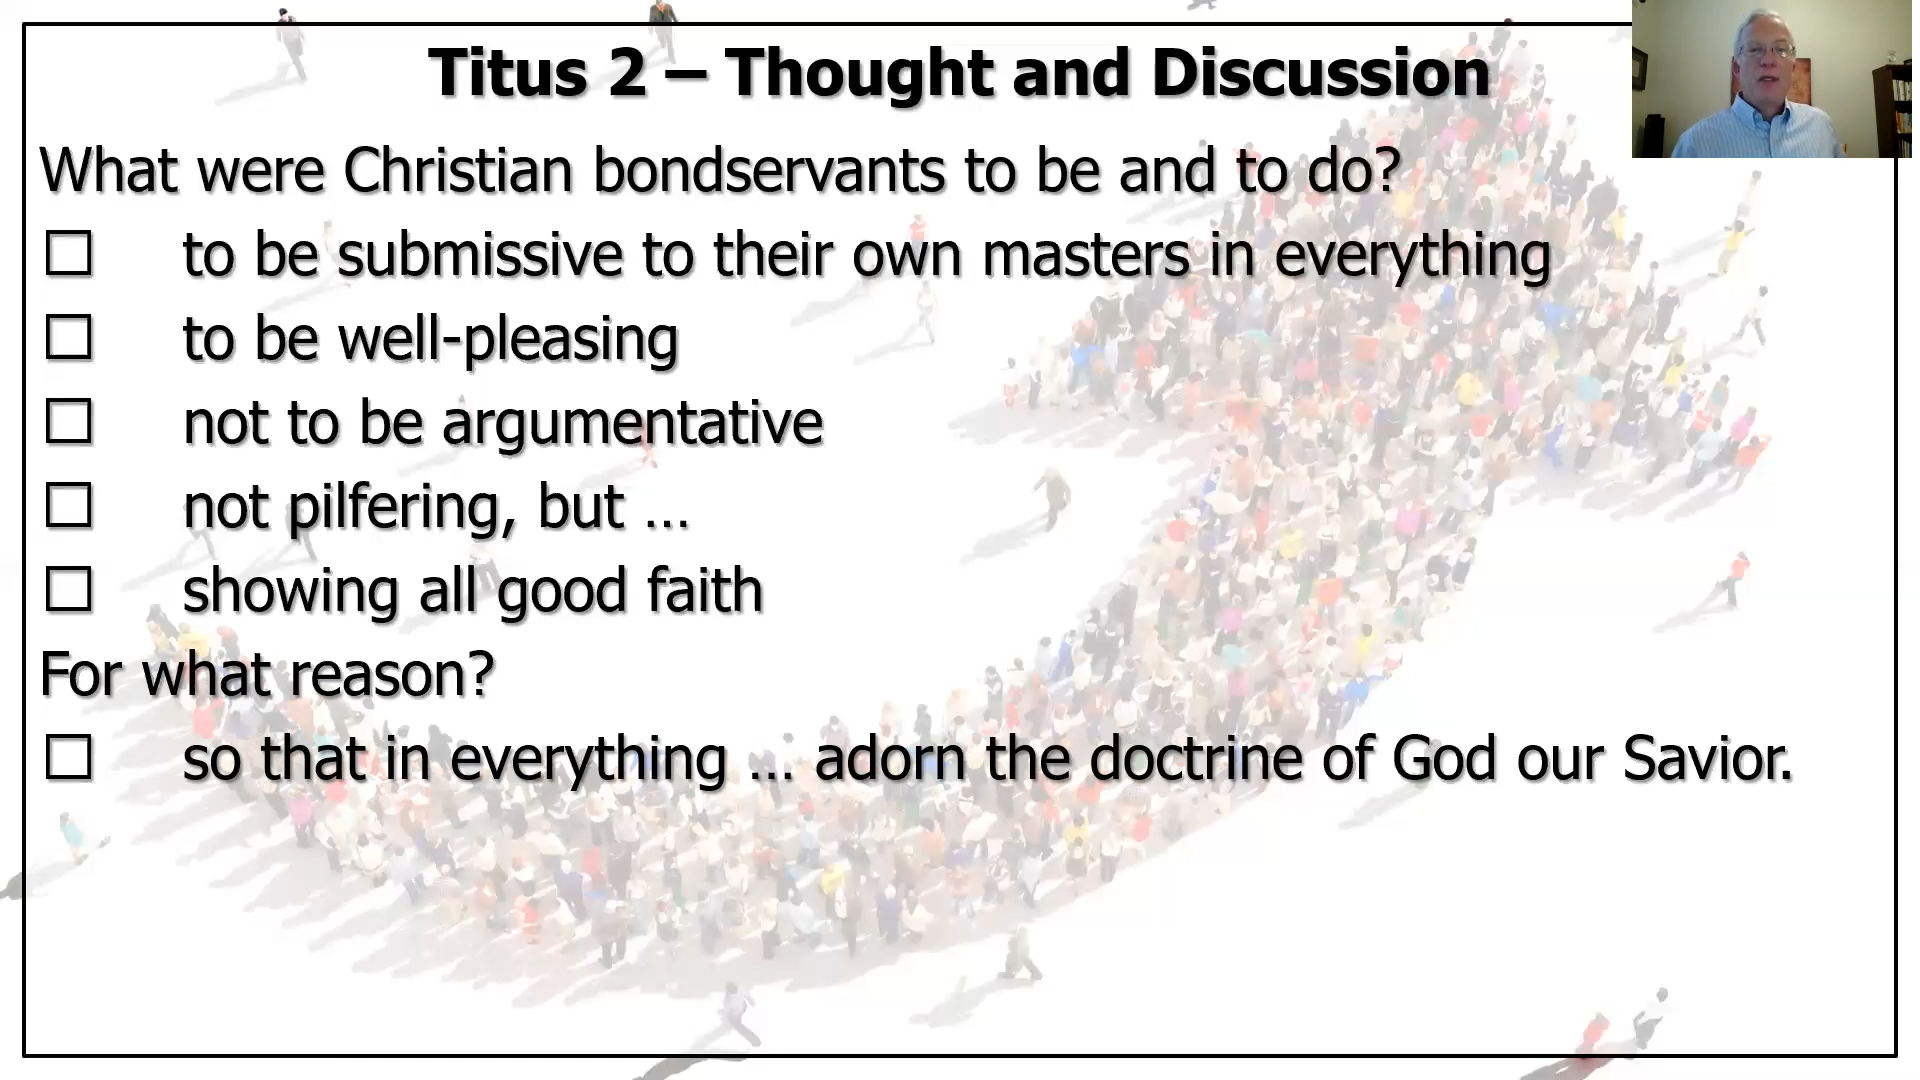 Titus 2 – Thought and Discussion
What were Christian bondservants to be and to do?
☐ to be submissive to their own masters in everything
☐ to be well-pleasing
☐ not to be argumentative
☐ not pilfering, but ...
☐ showing all good faith
For what reason?
☐ so that in everything ... adorn the doctrine of God our Savior.